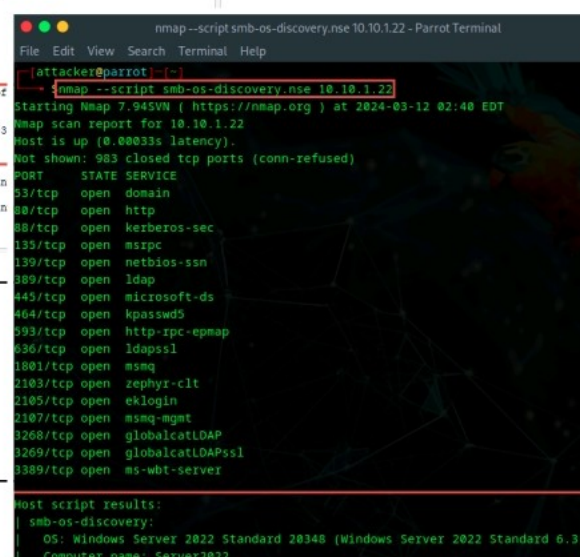 nmap --script smb-os-discovery.nse 10.10.1.22 - Parrot Terminal
File Edit View Search Terminal Help
[attacker@parrot]-[~]
$nmap --script smb-os-discovery.nse 10.10.1.22
Starting Nmap 7.94SVN ( https://nmap.org ) at 2024-03-12 02:40 EDT
Nmap scan report for 10.10.1.22
Host is up (0.00033s latency).
Not shown: 983 closed tcp ports (conn-refused)
PORT STATE SERVICE
53/tcp open domain
80/tcp open http
88/tcp open kerberos-sec
135/tcp open msrpc
139/tcp open netbios-ssn
389/tcp open ldap
445/tcp open microsoft-ds
464/tcp open kpasswd5
593/tcp open http-rpc-epmap
636/tcp open ldapssl
1801/tcp open msmq
2103/tcp open zephyr-clt
2105/tcp open eklogin
2107/tcp open msmq-mgmt
3268/tcp open globalcatLDAP
3269/tcp open globalcatLDAPssl
3389/tcp open ms-wbt-server
Host script results:
| smb-os-discovery:
| OS: Windows Server 2022 Standard 20348 (Windows Server 2022 Standard 6.3
| Computer name: Server2022